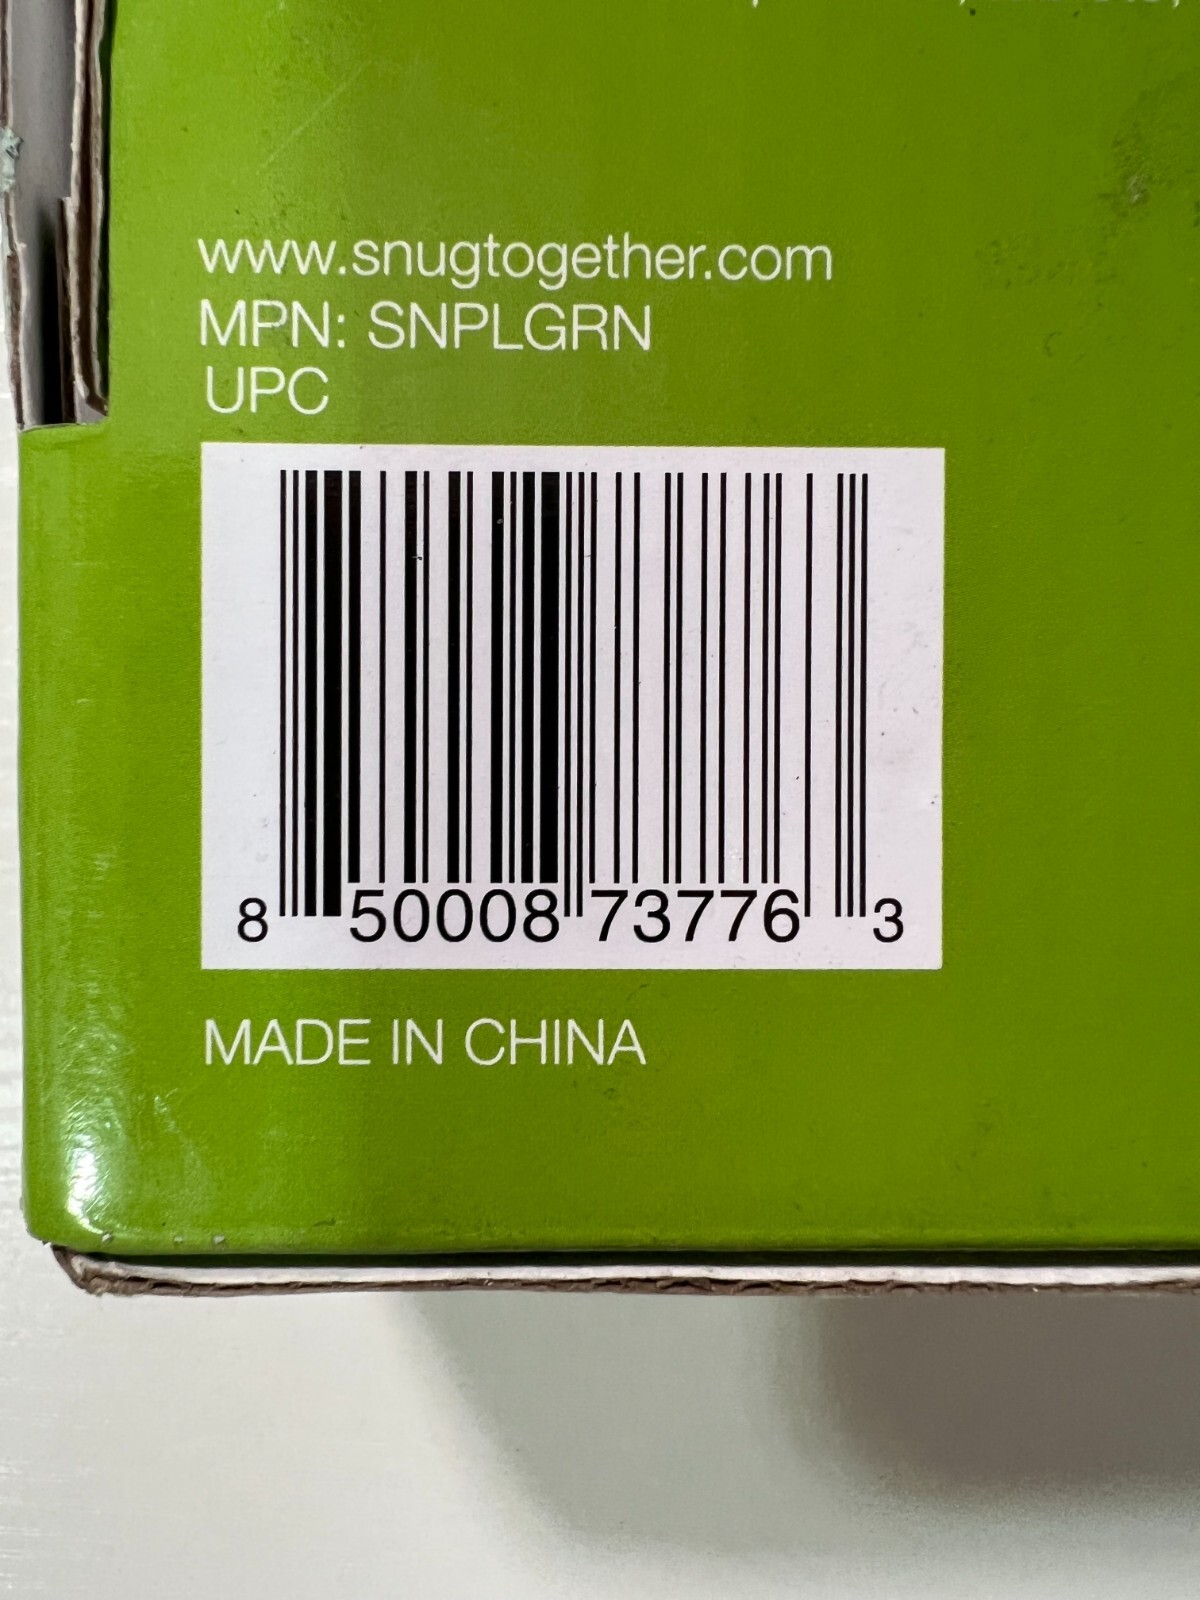 www.snugtogether.com
MPN: SNPLGRN
UPC
8 50008 73776 3
MADE IN CHINA